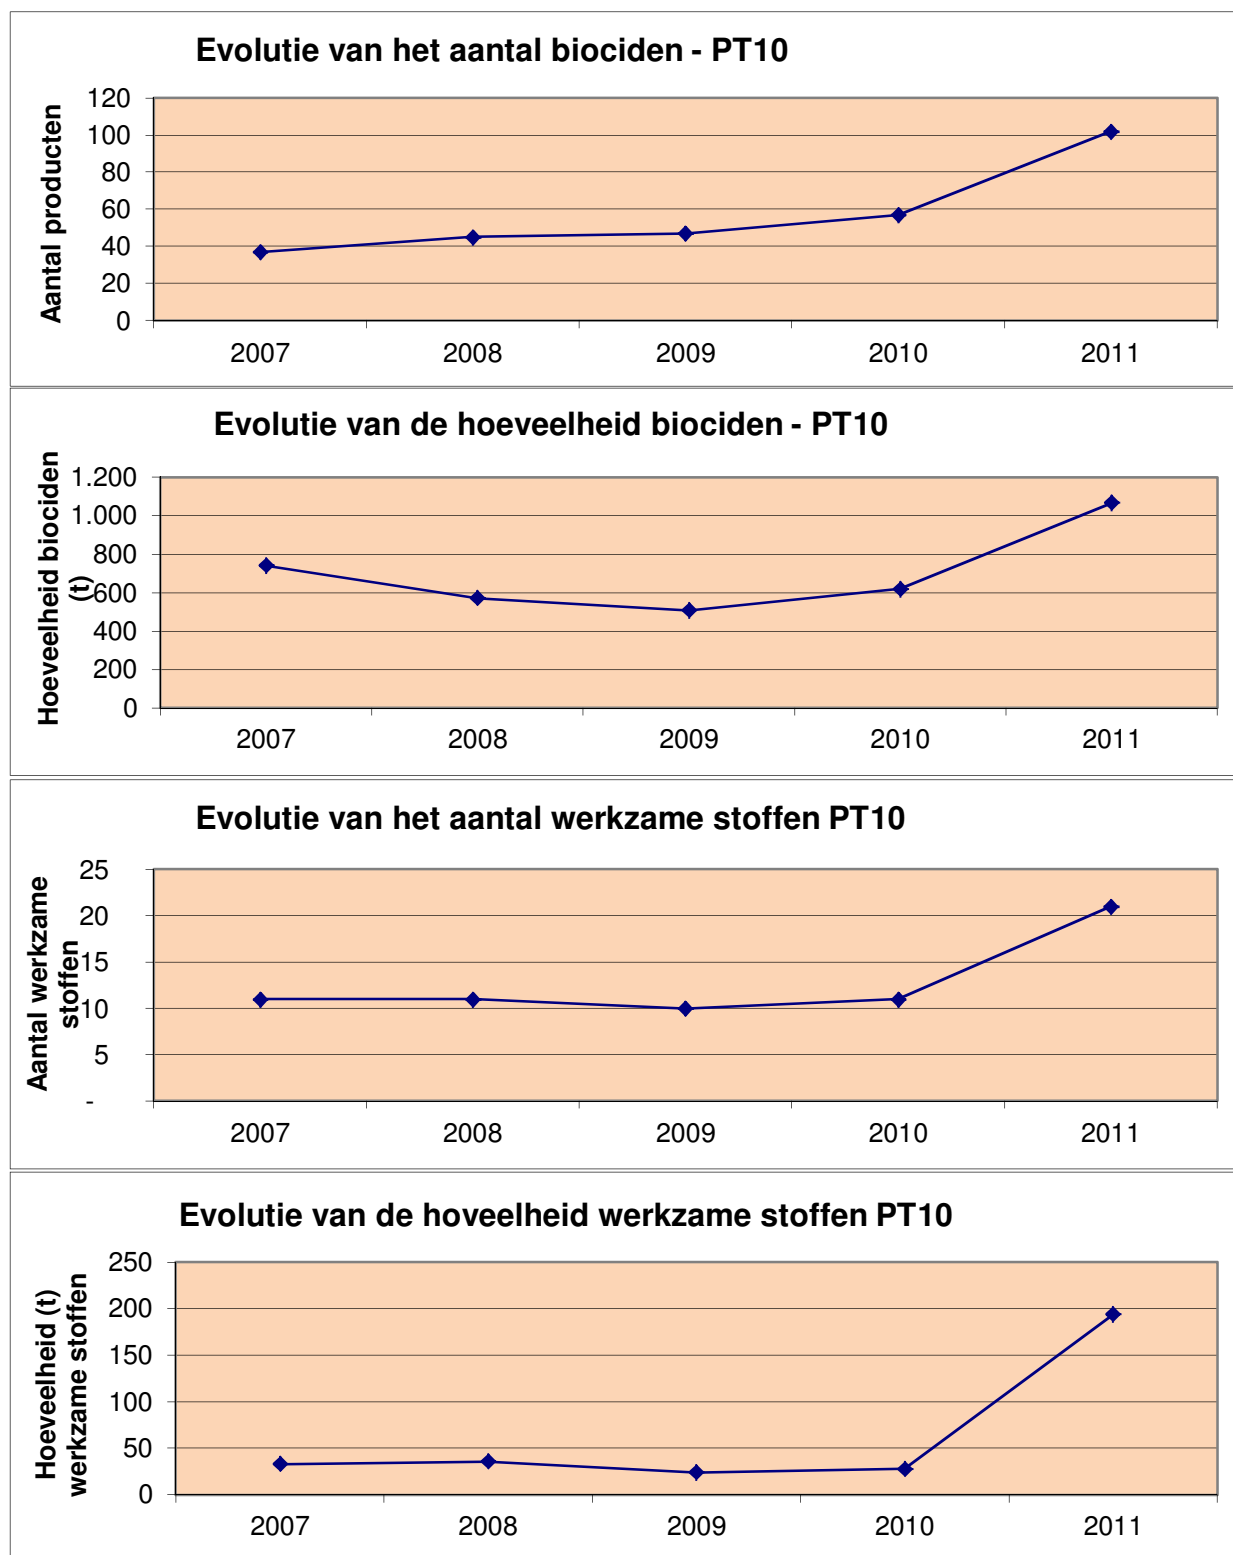 Evolutie van het aantal biociden - PT10
Aantal producten
120
100
80
60
40
20
0
2007 2008 2009 2010 2011
Evolutie van de hoeveelheid biociden - PT10
Hoeveelheid biociden
(t)
1.200
1.000
800
600
400
200
0
2007 2008 2009 2010 2011
Evolutie van het aantal werkzame stoffen PT10
Aantal werkzame
stoffen
25
20
15
10
5
-
2007 2008 2009 2010 2011
Evolutie van de hoveelheid werkzame stoffen PT10
Hoeveelheid (t)
werkzame stoffen
250
200
150
100
50
0
2007 2008 2009 2010 2011